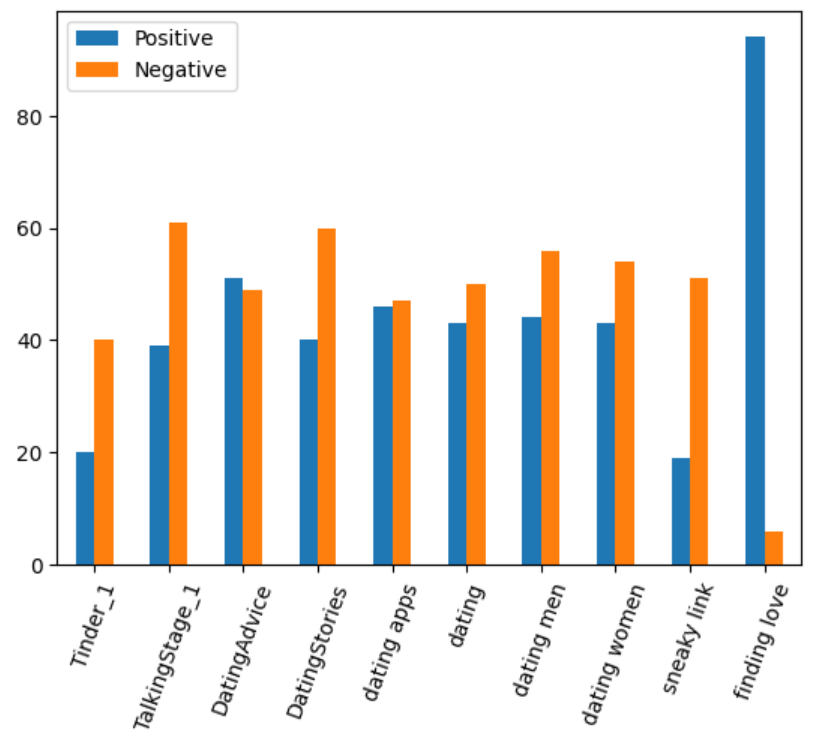 Positive
Negative
80
60
40
20
0
Tinder_1
TalkingStage_1
DatingAdvice
DatingStories
dating apps
dating
dating men
dating women
sneaky link
finding love